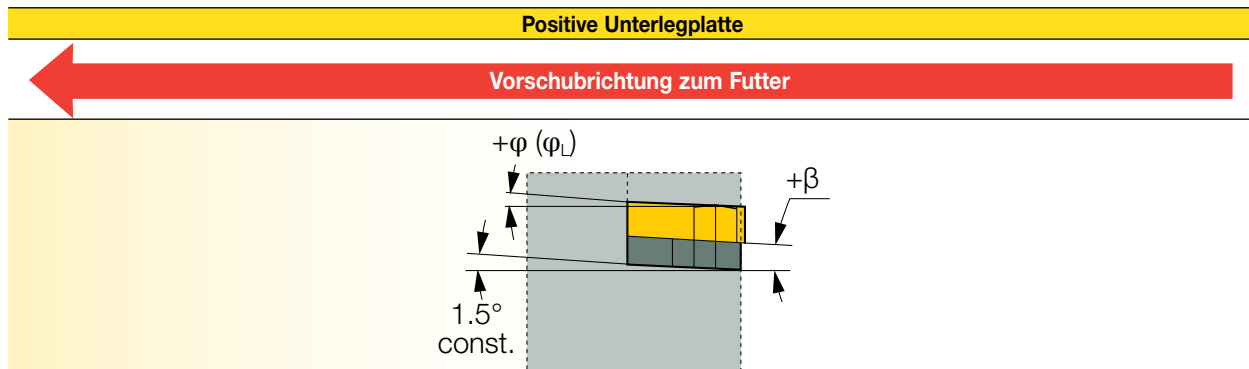 Positive Unterlegplatte
Vorschubrichtung zum Futter
+φ (φL)
+β
1.5°
const.